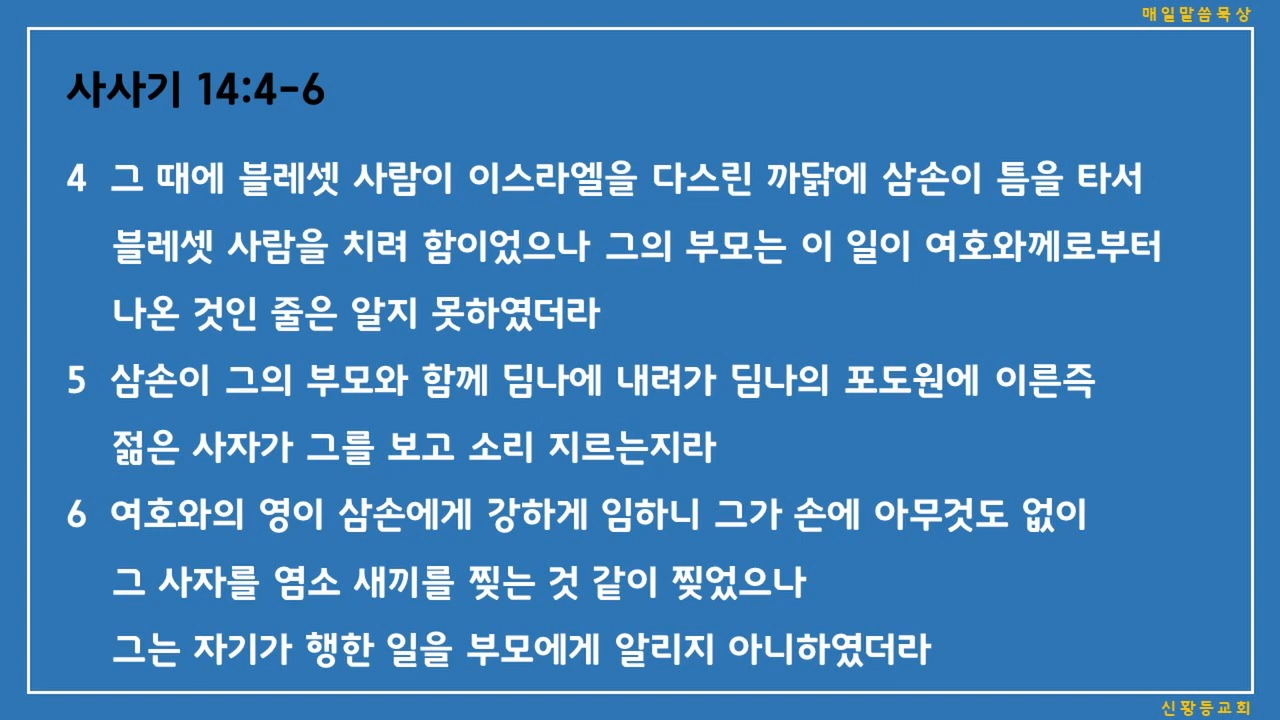 매일말씀묵상
사사기 14:4-6
4 그 때에 블레셋 사람이 이스라엘을 다스린 까닭에 삼손이 틈을 타서
블레셋 사람을 치려 함이었으나 그의 부모는 이 일이 여호와께로부터
나온 것인 줄은 알지 못하였더라
5 삼손이 그의 부모와 함께 딤나에 내려가 딤나의 포도원에 이른즉
젊은 사자가 그를 보고 소리 지르는지라
6 여호와의 영이 삼손에게 강하게 임하니 그가 손에 아무것도 없이
그 사자를 염소 새끼를 찢는 것 같이 찢었으나
그는 자기가 행한 일을 부모에게 알리지 아니하였더라
신황등교회